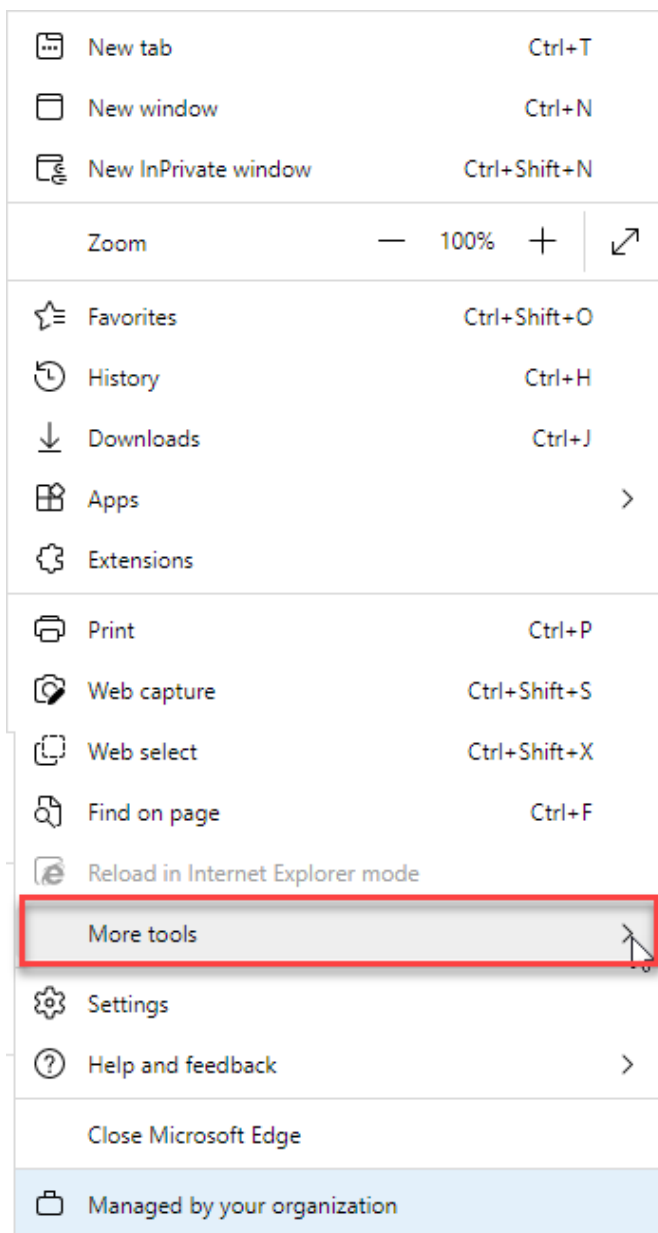 New tab Ctrl+T
New window Ctrl+N
New InPrivate window Ctrl+Shift+N
Zoom — 100% +
Favorites Ctrl+Shift+O
History Ctrl+H
Downloads Ctrl+J
Apps
Extensions
Print Ctrl+P
Web capture Ctrl+Shift+S
Web select Ctrl+Shift+X
Find on page Ctrl+F
Reload in Internet Explorer mode
More tools
Settings
Help and feedback
Close Microsoft Edge
Managed by your organization